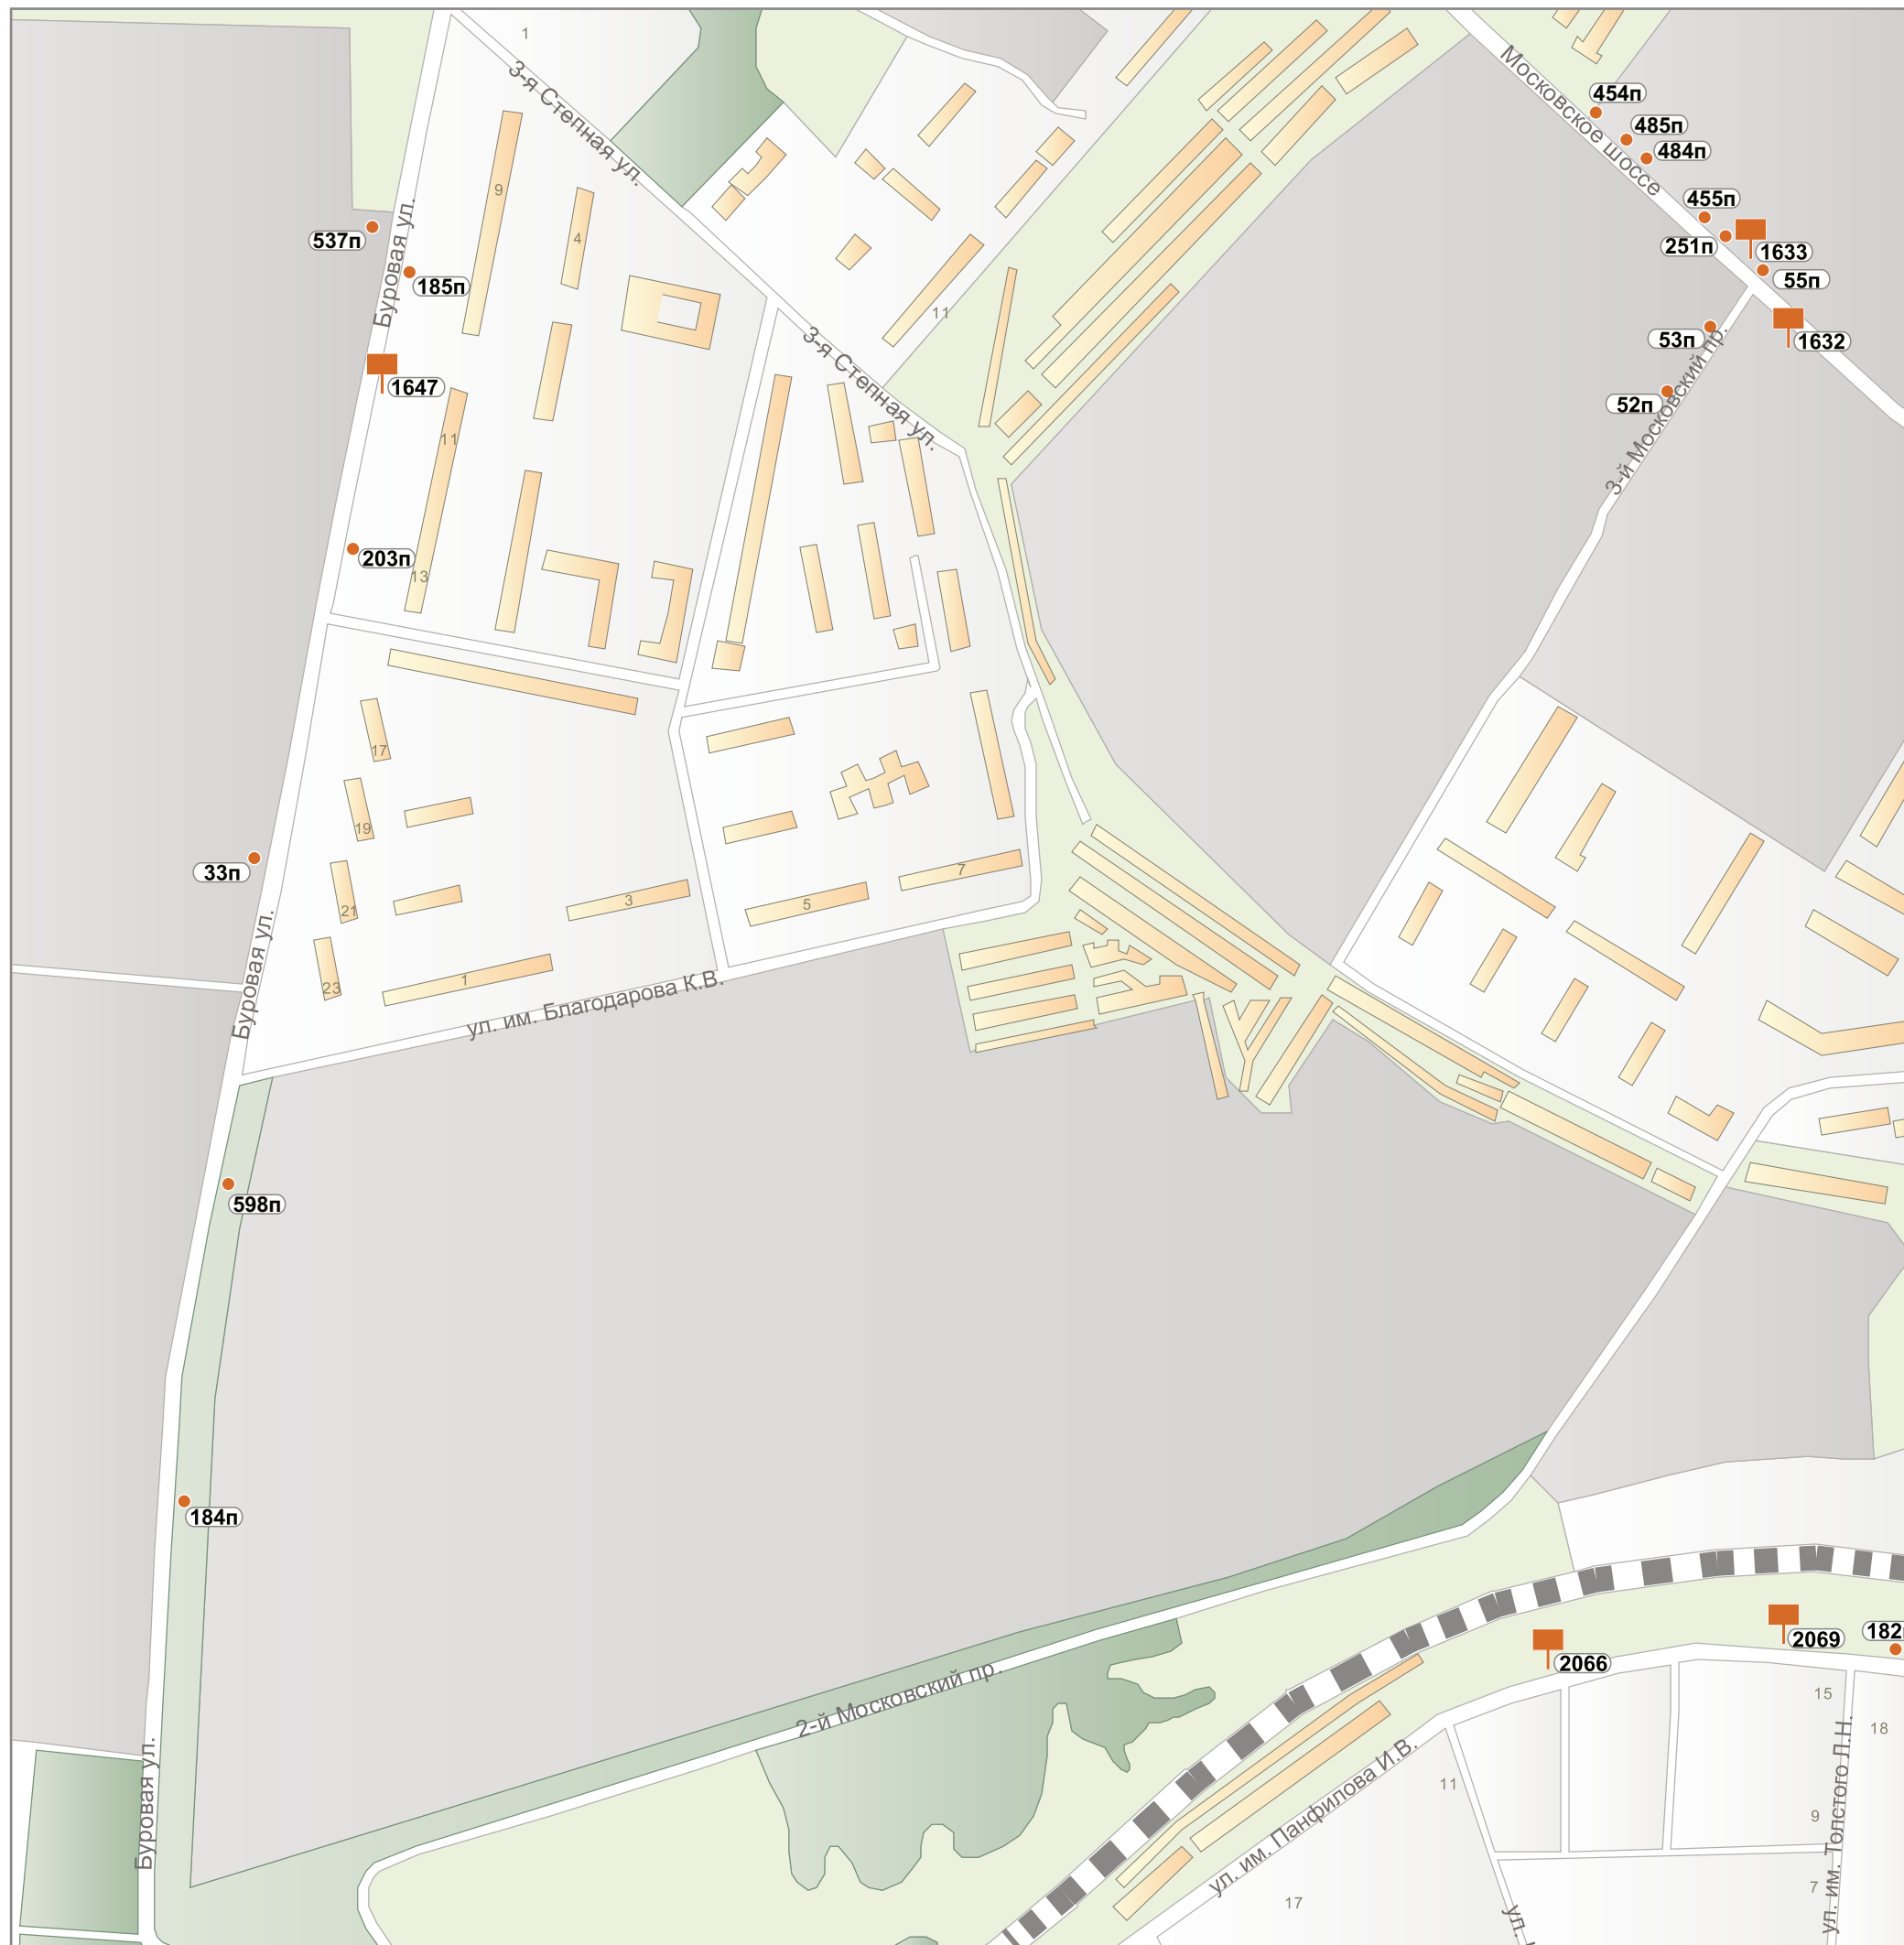 1
3-я Степная ул.
Московское шоссе
454п
485п
484п
9
4
455п
537п
Буровая ул.
251п
1633
185п
55п
11
1632
53п
3-я Степная ул.
1647
52п
3-й Московский пр.
11
203п
13
17
19
33п
7
3
5
21
1
23
Буровая ул.
ул. им. Благодарова К.В.
598п
184п
2069
2066
2-й Московский пр.
15
18
Буровая ул.
ул. им. Панфилова И.В.
11
9
ул. им. Толстого Л.Н.
7
17
ул.